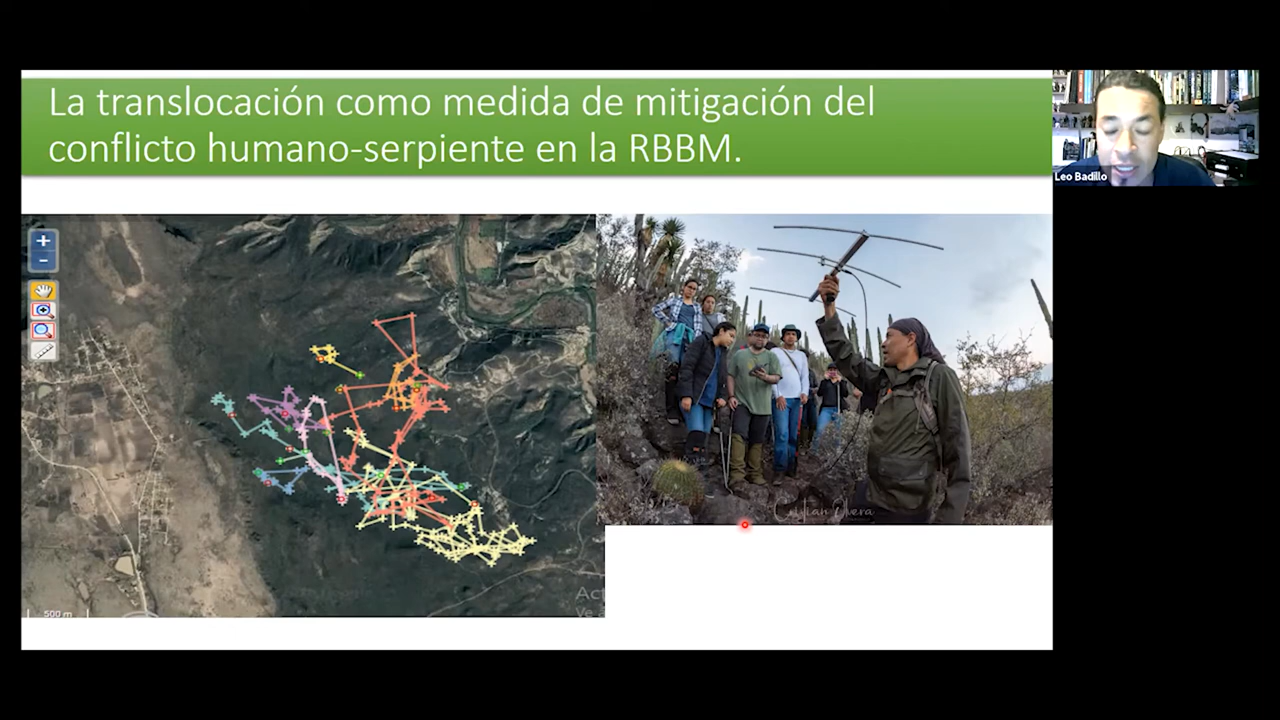 La translocación como medida de mitigación del
conflicto humano-serpiente en la RBBM.
Leo Badillo
500 m